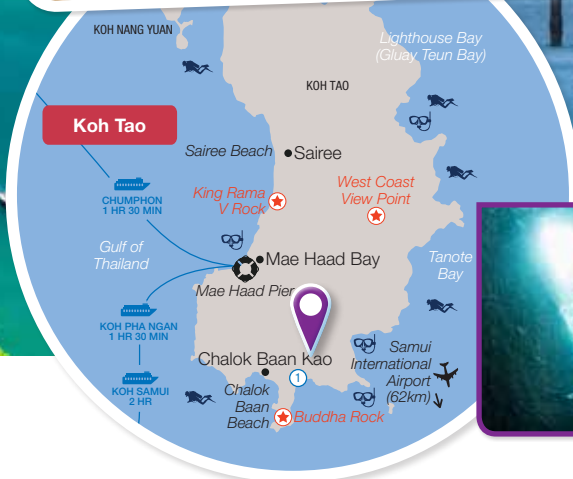 KOH NANG YUAN
Lighthouse Bay
(Gluay Teun Bay)
KOH TAO
Koh Tao
Sairee Beach
Sairee
King Rama
V Rock
West Coast
View Point
CHUMPHON
1 HR 30 MIN
Gulf of
Thailand
Mae Haad Bay
Tanote
Bay
Mae Haad Pier
KOH PHA NGAN
1 HR 30 MIN
Chalok Baan Kao
1
Samui
International
Airport
(62km)
KOH SAMUI
2 HR
Chalok
Baan
Beach
Buddha Rock